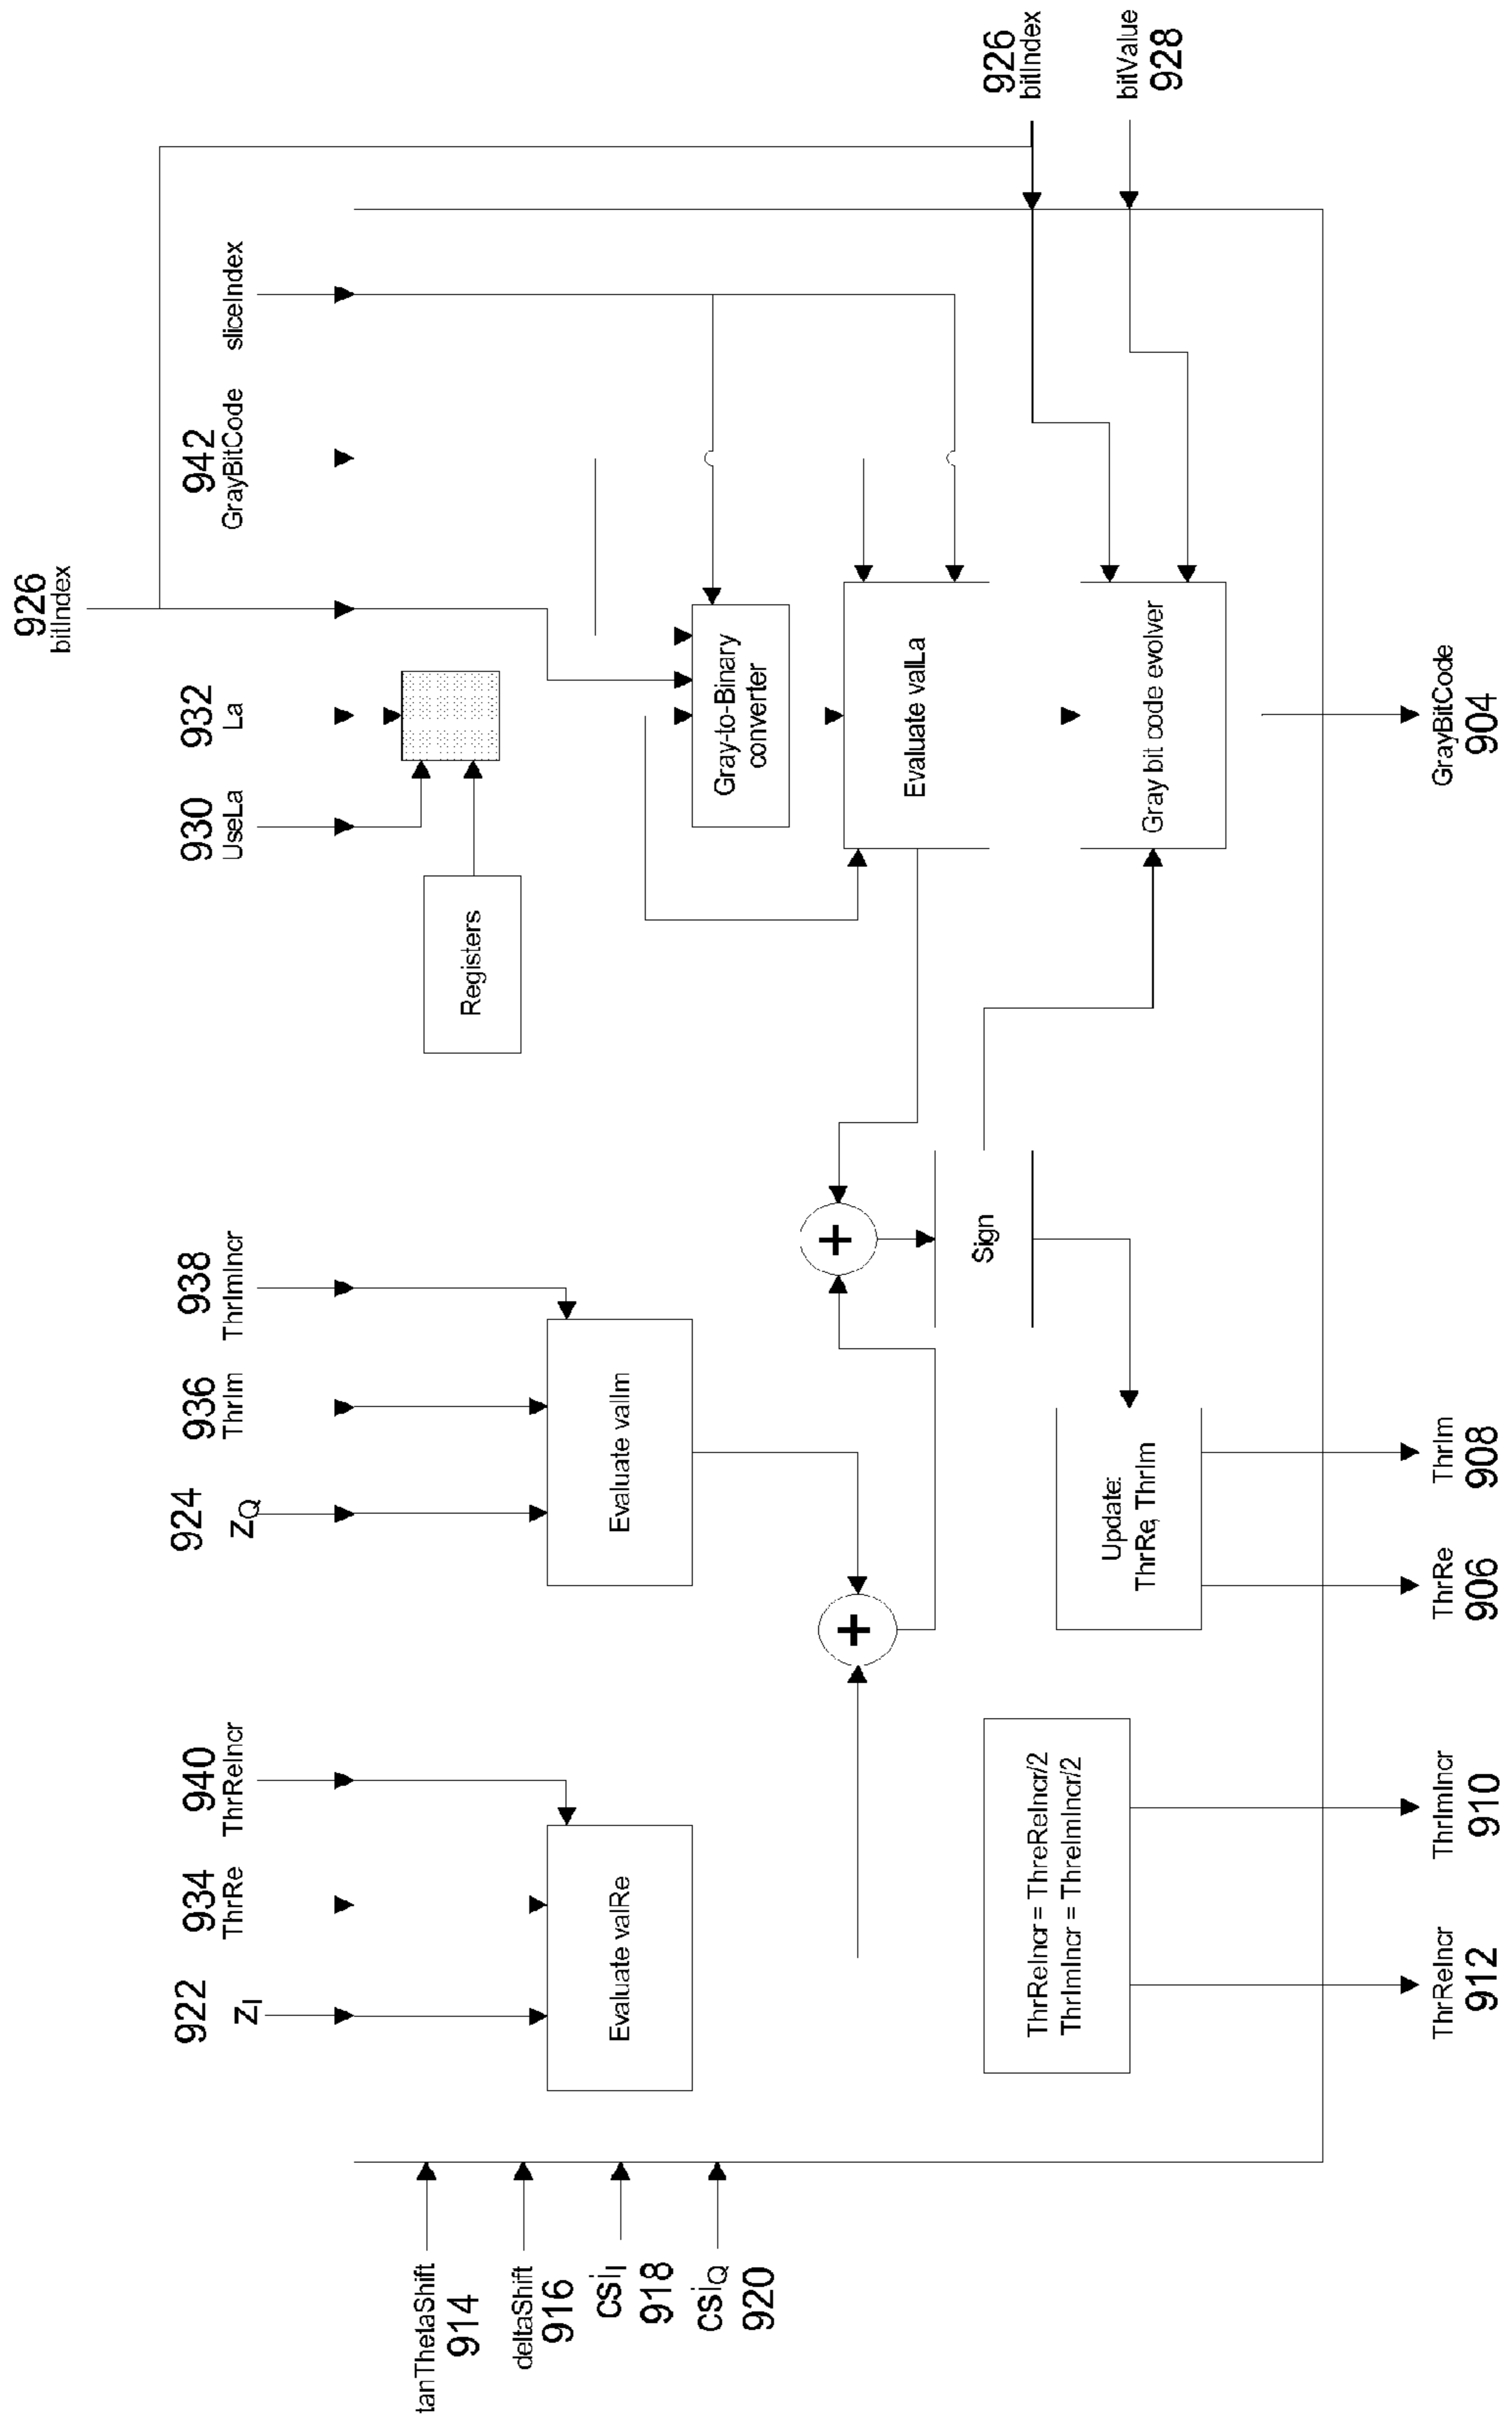 926
bitIndex
922
ZI
934
ThrRe
940
ThrReIncr
924
ZQ
936
ThrIm
938
ThrImIncr
930
UseLa
932
La
942
GrayBitCode
sliceIndex
tanThetaShift
914
deltaShift
916
csiI
918
csiQ
920
Registers
Evaluate valRe
Evaluate valIm
Gray-to-Binary
converter
+
+
Evaluate valLa
Sign
926
bitIndex
bitValue
928
ThrReIncr = ThreReIncr/2
ThrImIncr = ThreImIncr/2
Update:
ThrRe, ThrIm
Gray bit code evolver
ThrReIncr
912
ThrImIncr
910
ThrRe
906
ThrIm
908
GrayBitCode
904